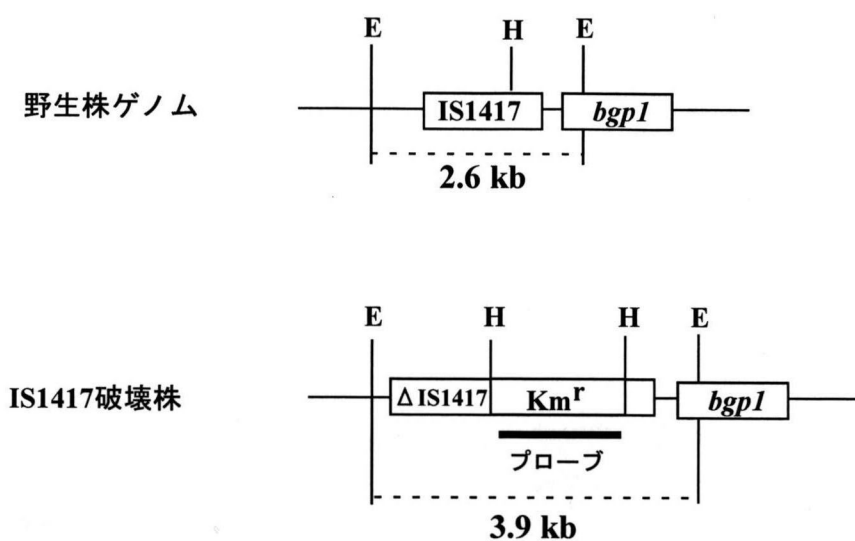 E H E
野生株ゲノム
IS1417 bgp1
2.6 kb
E H H E
IS1417破壊株
ΔIS1417 Kmʳ bgp1
プローブ
3.9 kb